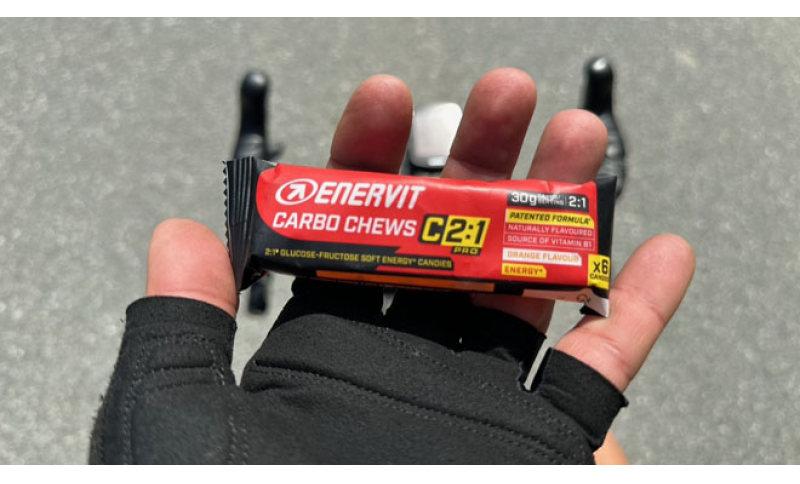 ENERVIT
CARBO CHEWS C2:1
PRO
2:1* GLUCOSE-FRUCTOSE SOFT ENERGY* CANDIES
30g 2:1
PATENTED FORMULA*
NATURALLY FLAVOURED
SOURCE OF VITAMIN B1
ORANGE FLAVOUR
ENERGY*
x6